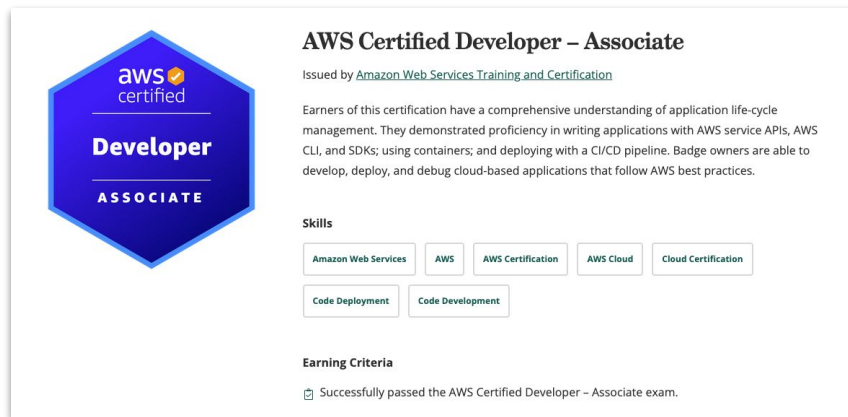 aws
certified
Developer
ASSOCIATE
AWS Certified Developer – Associate
Issued by Amazon Web Services Training and Certification
Earners of this certification have a comprehensive understanding of application life-cycle
management. They demonstrated proficiency in writing applications with AWS service APIs, AWS
CLI, and SDKs; using containers; and deploying with a CI/CD pipeline. Badge owners are able to
develop, deploy, and debug cloud-based applications that follow AWS best practices.
Skills
Amazon Web Services AWS AWS Certification AWS Cloud Cloud Certification
Code Deployment Code Development
Earning Criteria
Successfully passed the AWS Certified Developer – Associate exam.